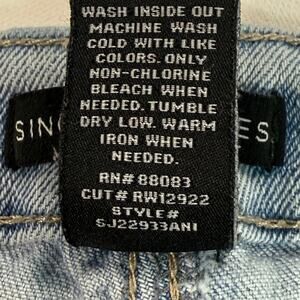 WASH INSIDE OUT
MACHINE WASH
COLD WITH LIKE
COLORS. ONLY
NON-CHLORINE
BLEACH WHEN
NEEDED. TUMBLE
DRY LOW. WARM
IRON WHEN
NEEDED.
RN# 88083
CUT# RW12922
STYLE#
SJ22933ANI